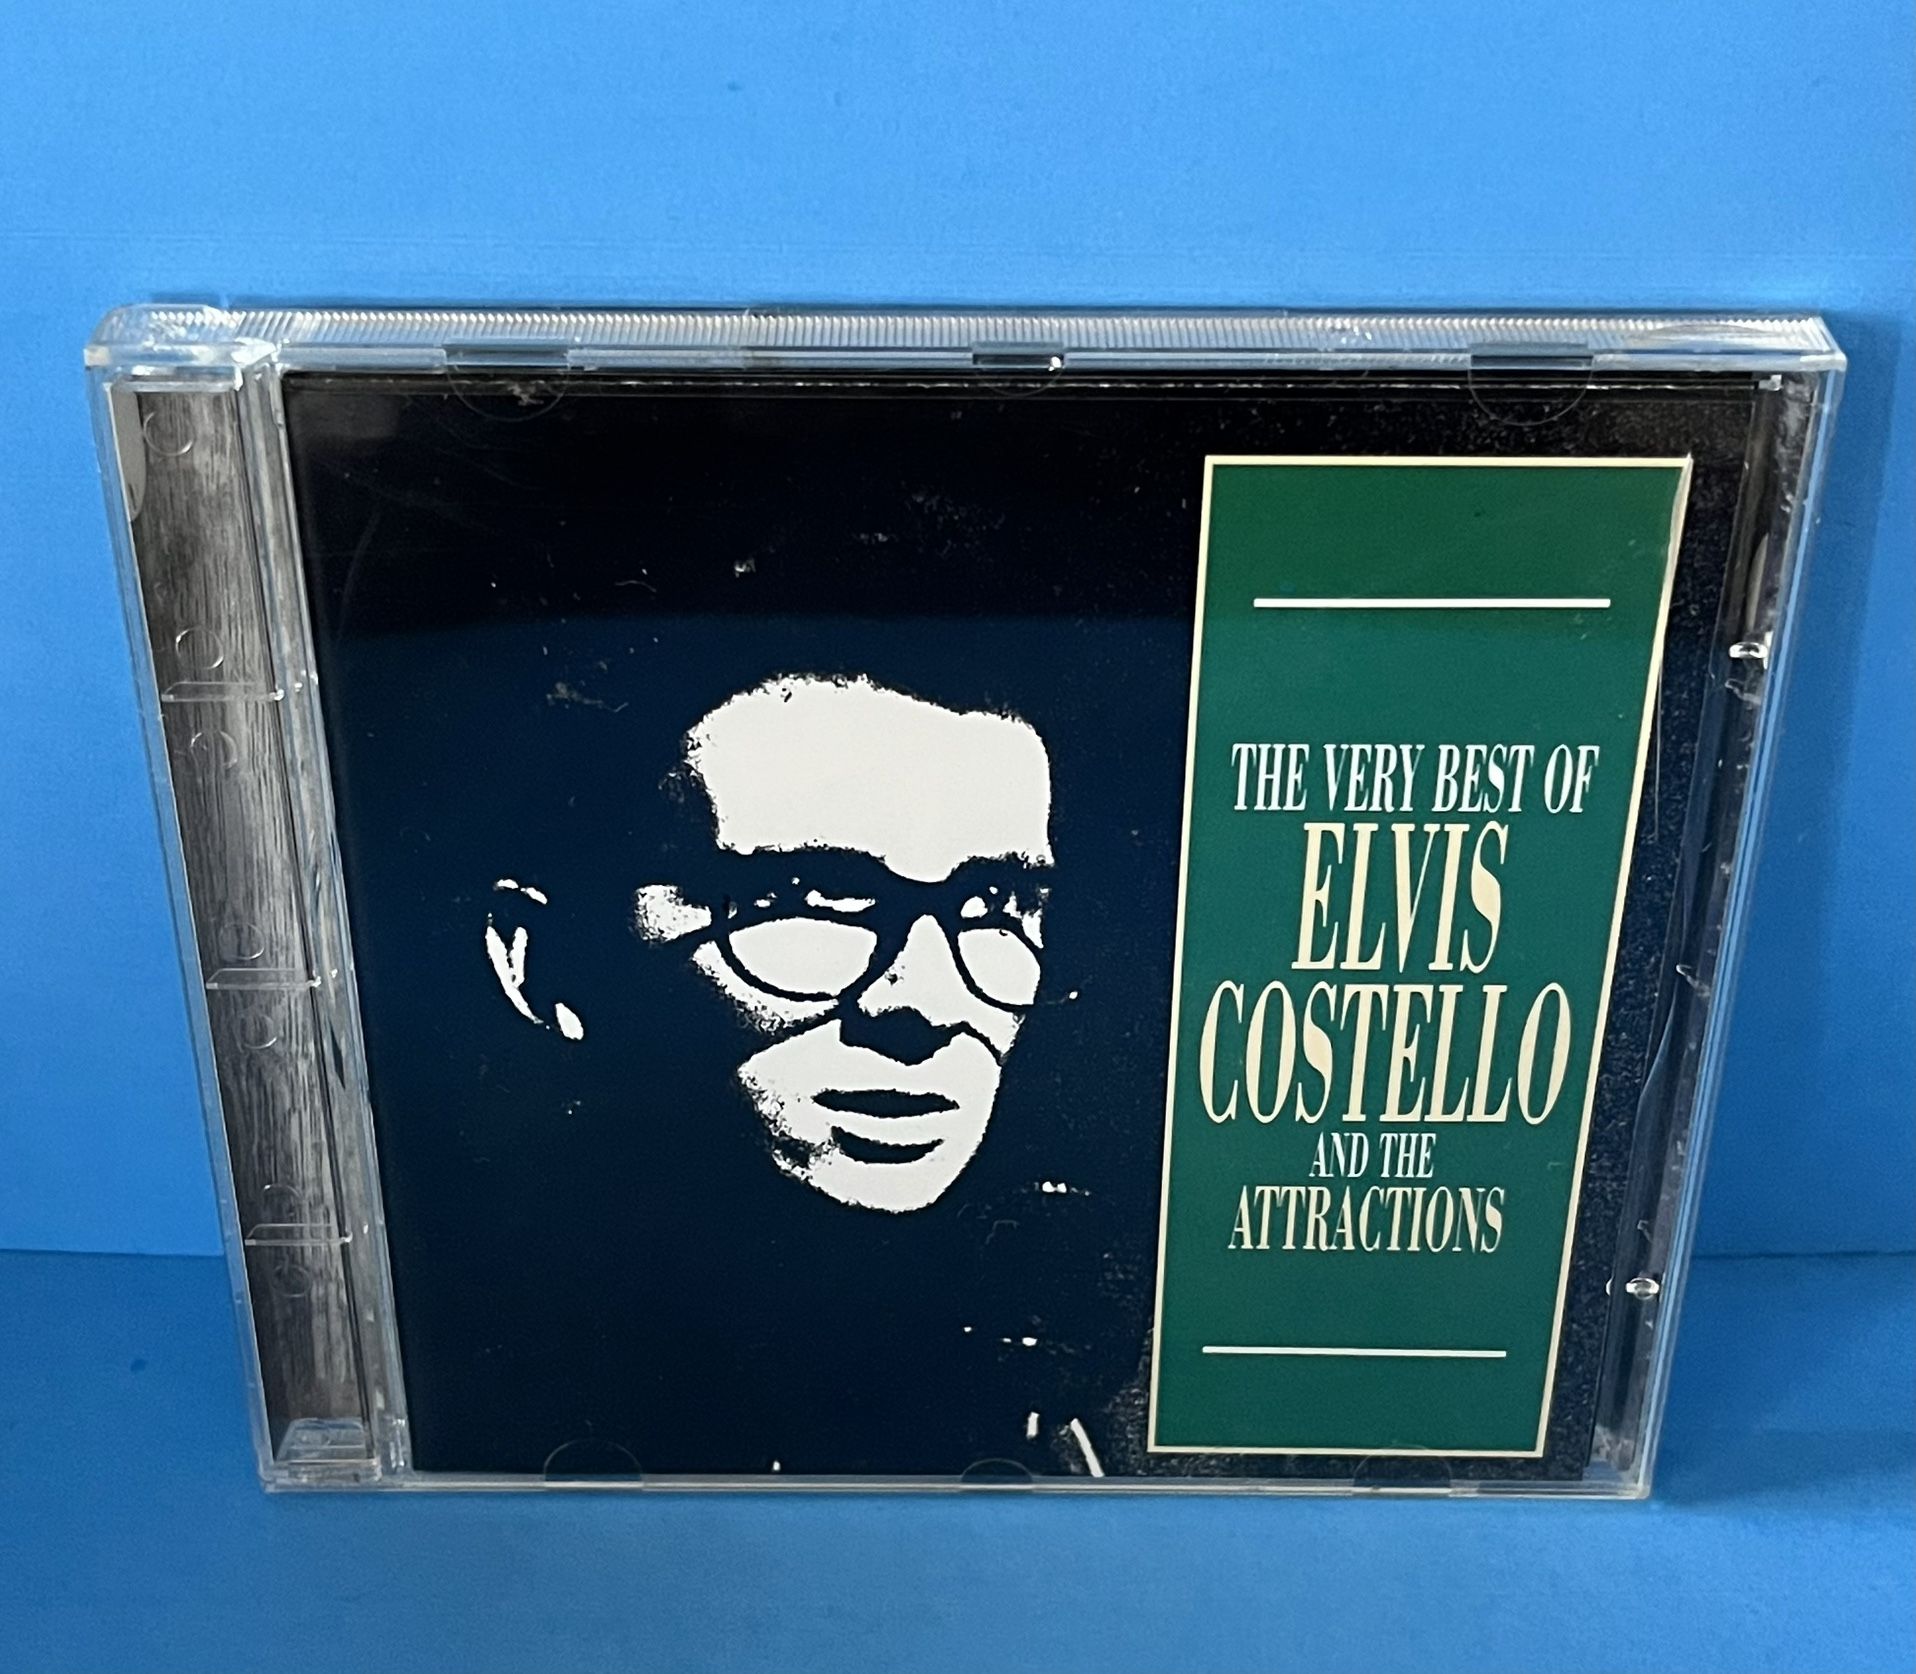 THE VERY BEST OF
ELVIS
COSTELLO
AND THE
ATTRACTIONS